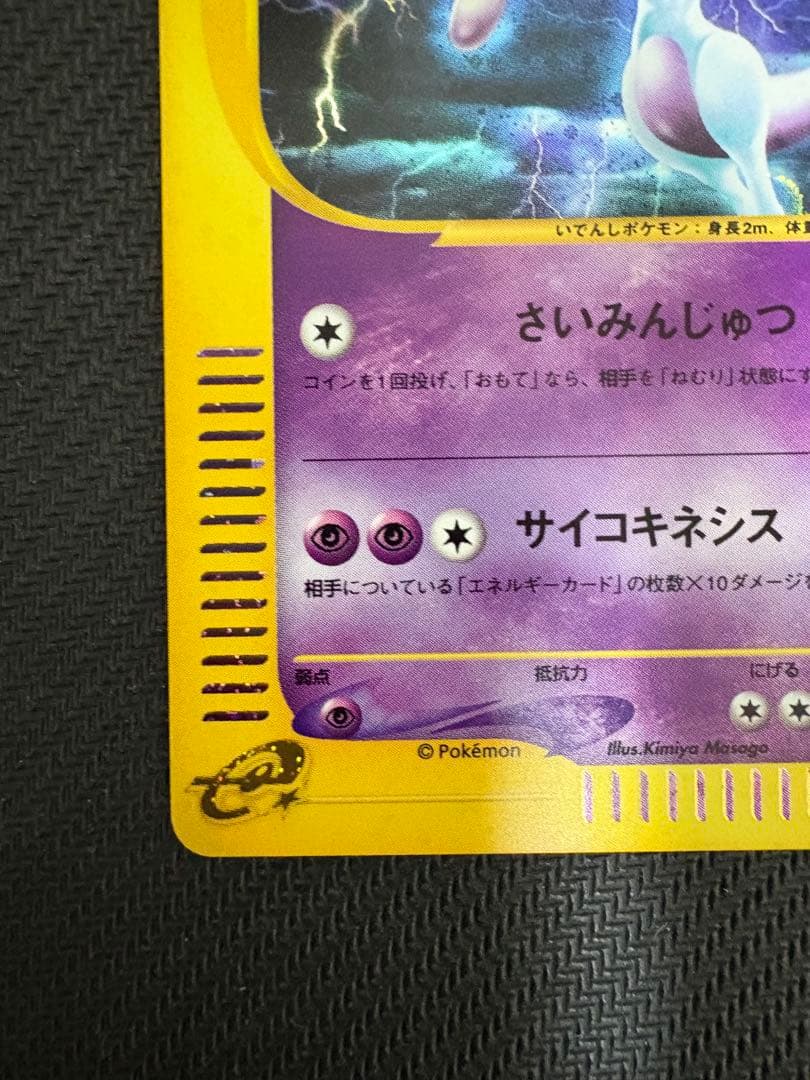 いでんしポケモン：身長2m、体重
さいみんじゅつ
コインを1回投げ、「おもて」なら、相手を「ねむり」状態にす
サイコキネシス
相手についている「エネルギーカード」の枚数×10ダメージを
弱点
抵抗力
にげる
©Pokémon
Illus.Kimiya Masago
e